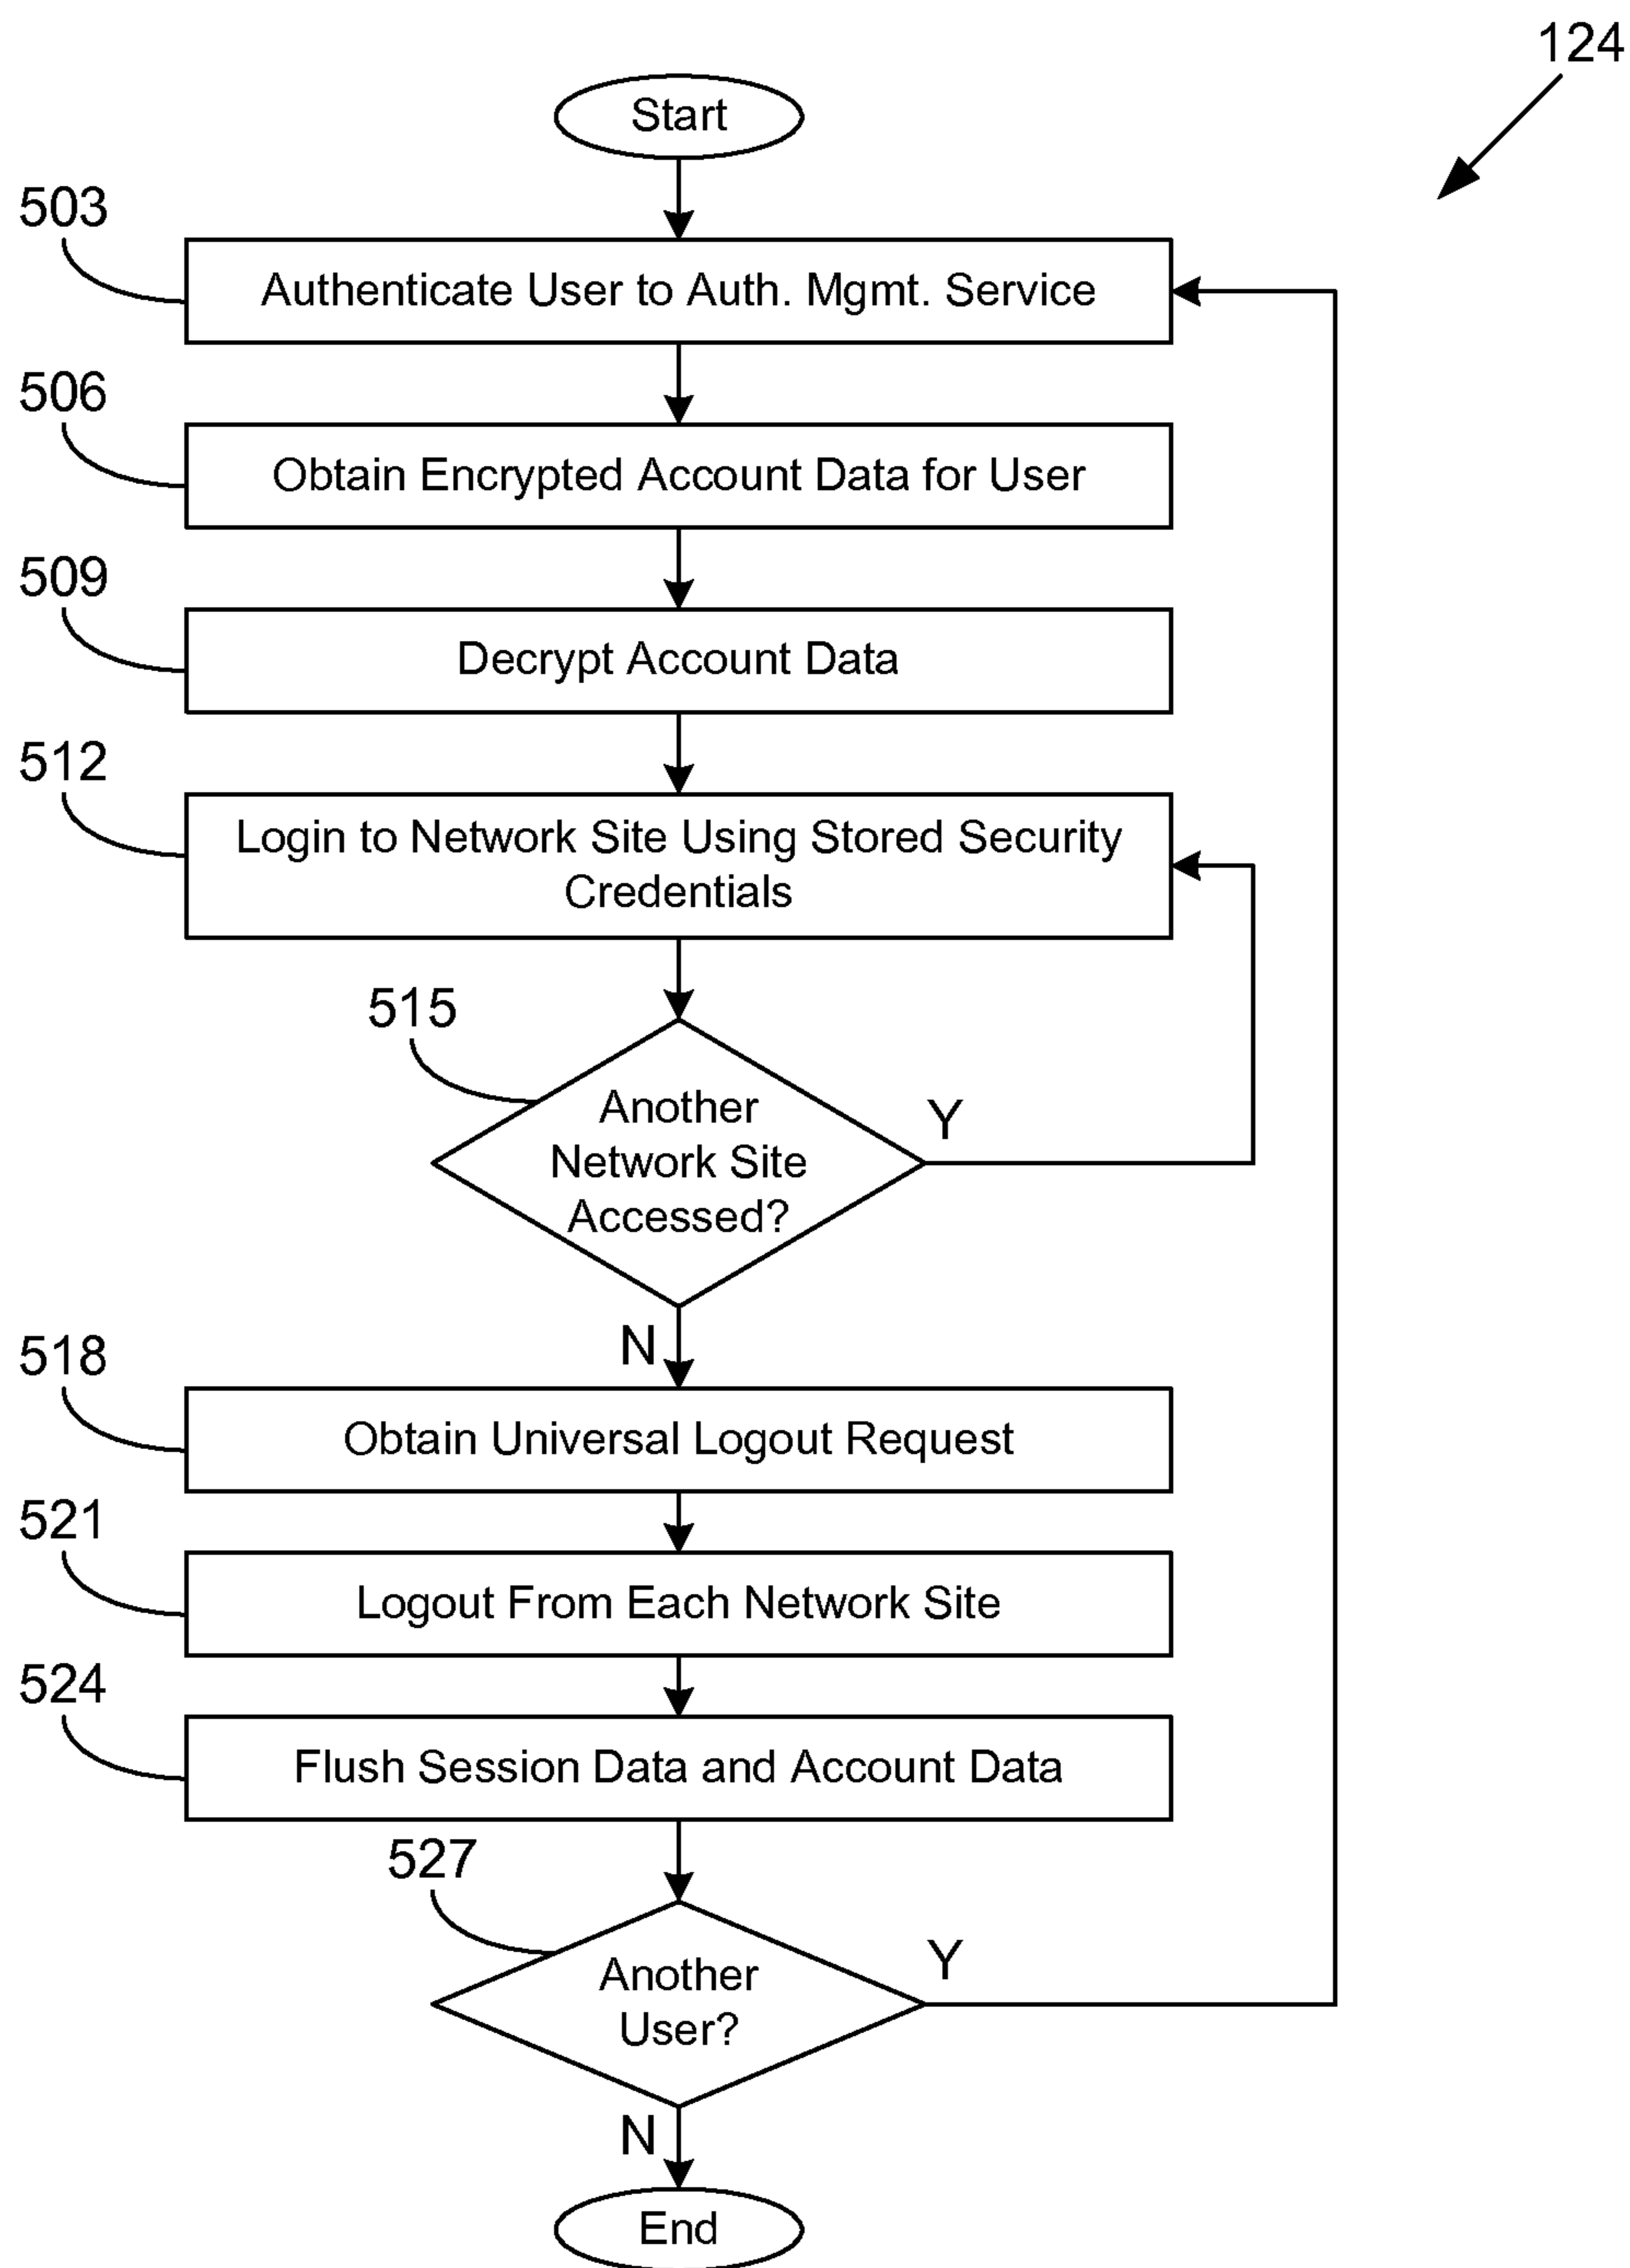 124
Start
503
Authenticate User to Auth. Mgmt. Service
506
Obtain Encrypted Account Data for User
509
Decrypt Account Data
512
Login to Network Site Using Stored Security
Credentials
515
Another
Network Site
Accessed?
Y
N
518
Obtain Universal Logout Request
521
Logout From Each Network Site
524
Flush Session Data and Account Data
527
Another
User?
Y
N
End